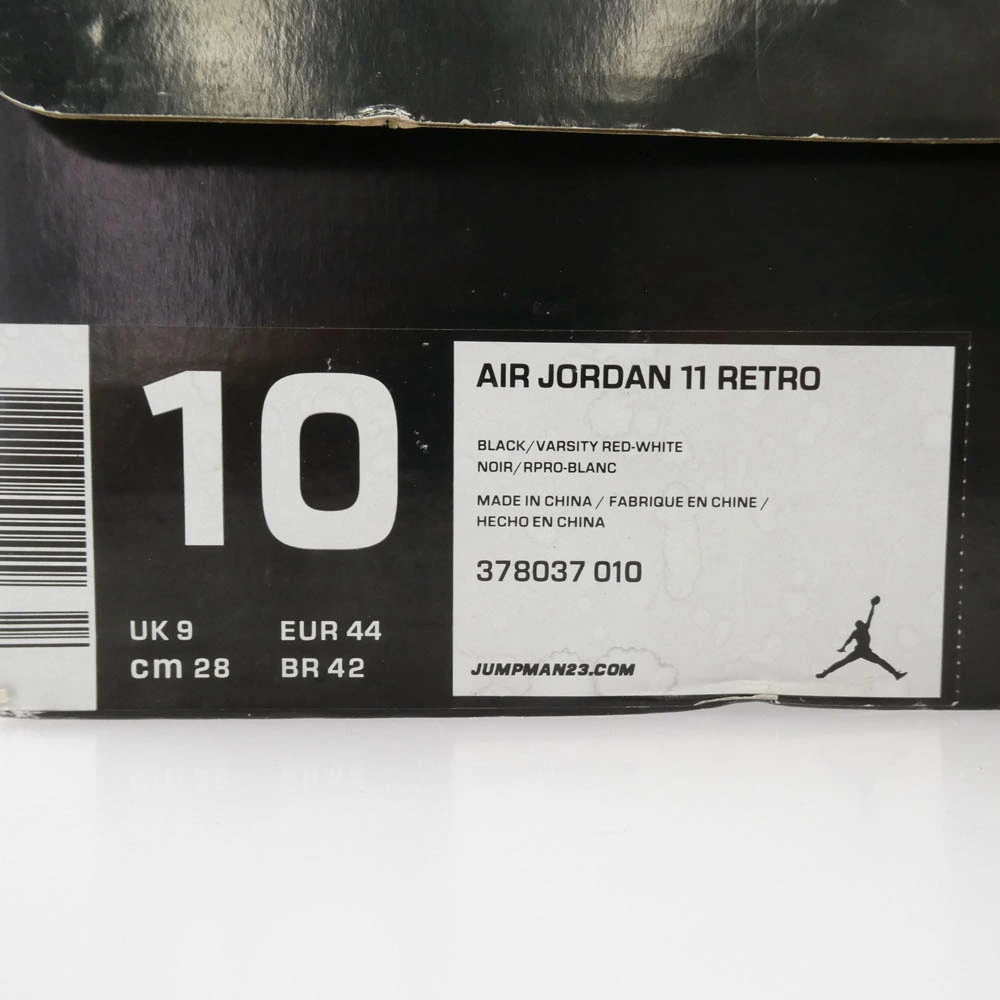 10
UK 9 EUR 44
cm 28 BR 42
AIR JORDAN 11 RETRO
BLACK/VARSITY RED-WHITE
NOIR/RPRO-BLANC
MADE IN CHINA / FABRIQUE EN CHINE /
HECHO EN CHINA
378037 010
JUMPMAN23.COM